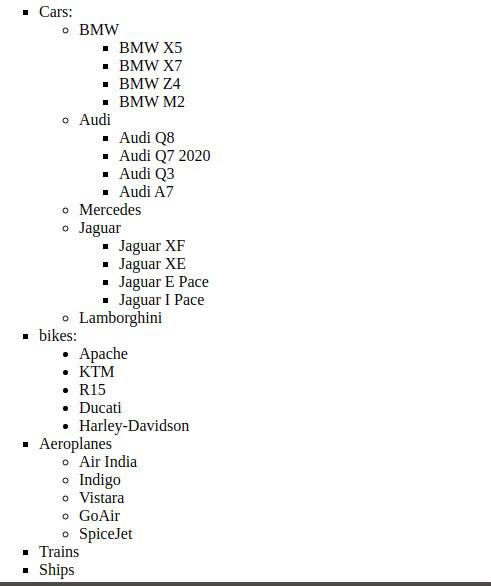 Cars:
BMW
BMW X5
BMW X7
BMW Z4
BMW M2
Audi
Audi Q8
Audi Q7 2020
Audi Q3
Audi A7
Mercedes
Jaguar
Jaguar XF
Jaguar XE
Jaguar E Pace
Jaguar I Pace
Lamborghini
bikes:
Apache
KTM
R15
Ducati
Harley-Davidson
Aeroplanes
Air India
Indigo
Vistara
GoAir
SpiceJet
Trains
Ships